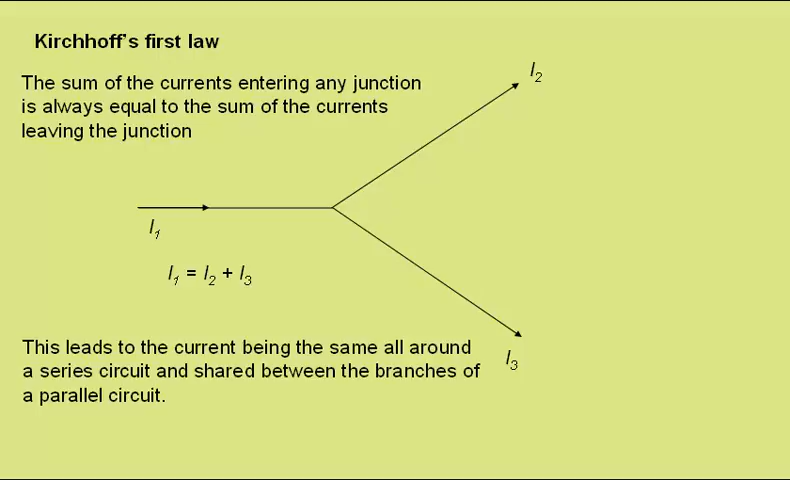 Kirchhoff's first law
The sum of the currents entering any junction
is always equal to the sum of the currents
leaving the junction
I2
I1
I1 = I2 + I3
This leads to the current being the same all around
a series circuit and shared between the branches of
a parallel circuit.
I3